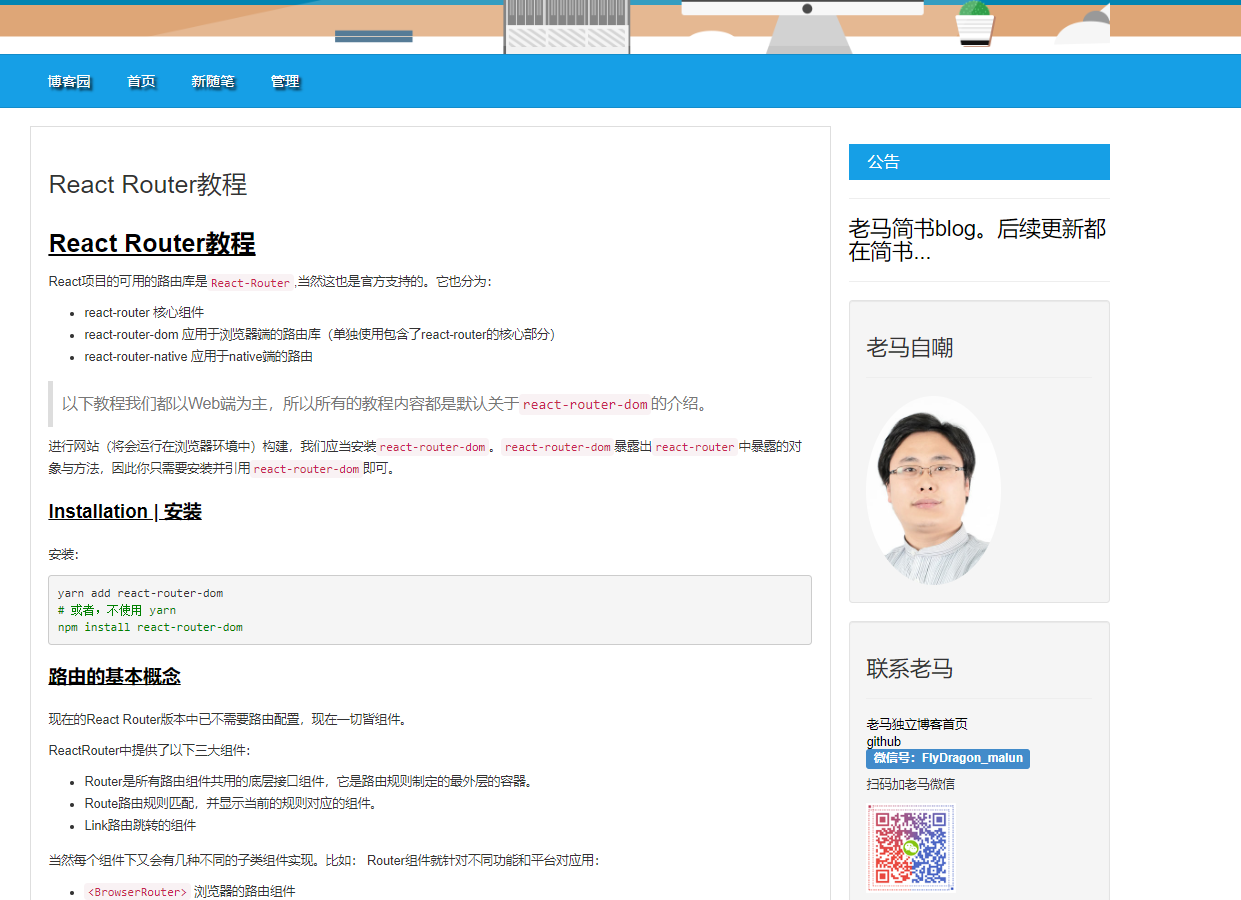 博客园 首页 新随笔 管理
React Router教程
React Router教程
React项目的可用的路由库是 React-Router ,当然这也是官方支持的。它也分为：
react-router 核心组件
react-router-dom 应用于浏览器端的路由库（单独使用包含了react-router的核心部分）
react-router-native 应用于native端的路由
以下教程我们都以Web端为主，所以所有的教程内容都是默认关于 react-router-dom 的介绍。
进行网站（将会运行在浏览器环境中）构建，我们应当安装 react-router-dom 。 react-router-dom 暴露出 react-router 中暴露的对
象与方法，因此你只需要安装并引用 react-router-dom 即可。
Installation | 安装
安装：
yarn add react-router-dom
# 或者，不使用 yarn
npm install react-router-dom
路由的基本概念
现在的React Router版本中已不需要路由配置，现在一切皆组件。
ReactRouter中提供了以下三大组件：
Router是所有路由组件共用的底层接口组件，它是路由规则制定的最外层的容器。
Route路由规则匹配，并显示当前的规则对应的组件。
Link路由跳转的组件
当然每个组件下又会有几种不同的子类组件实现。比如： Router组件就针对不同功能和平台对应用：
<BrowserRouter> 浏览器的路由组件
公告
老马简书blog。后续更新都
在简书...
老马自嘲
联系老马
老马独立博客首页
github
微信号：FlyDragon_malun
扫码加老马微信